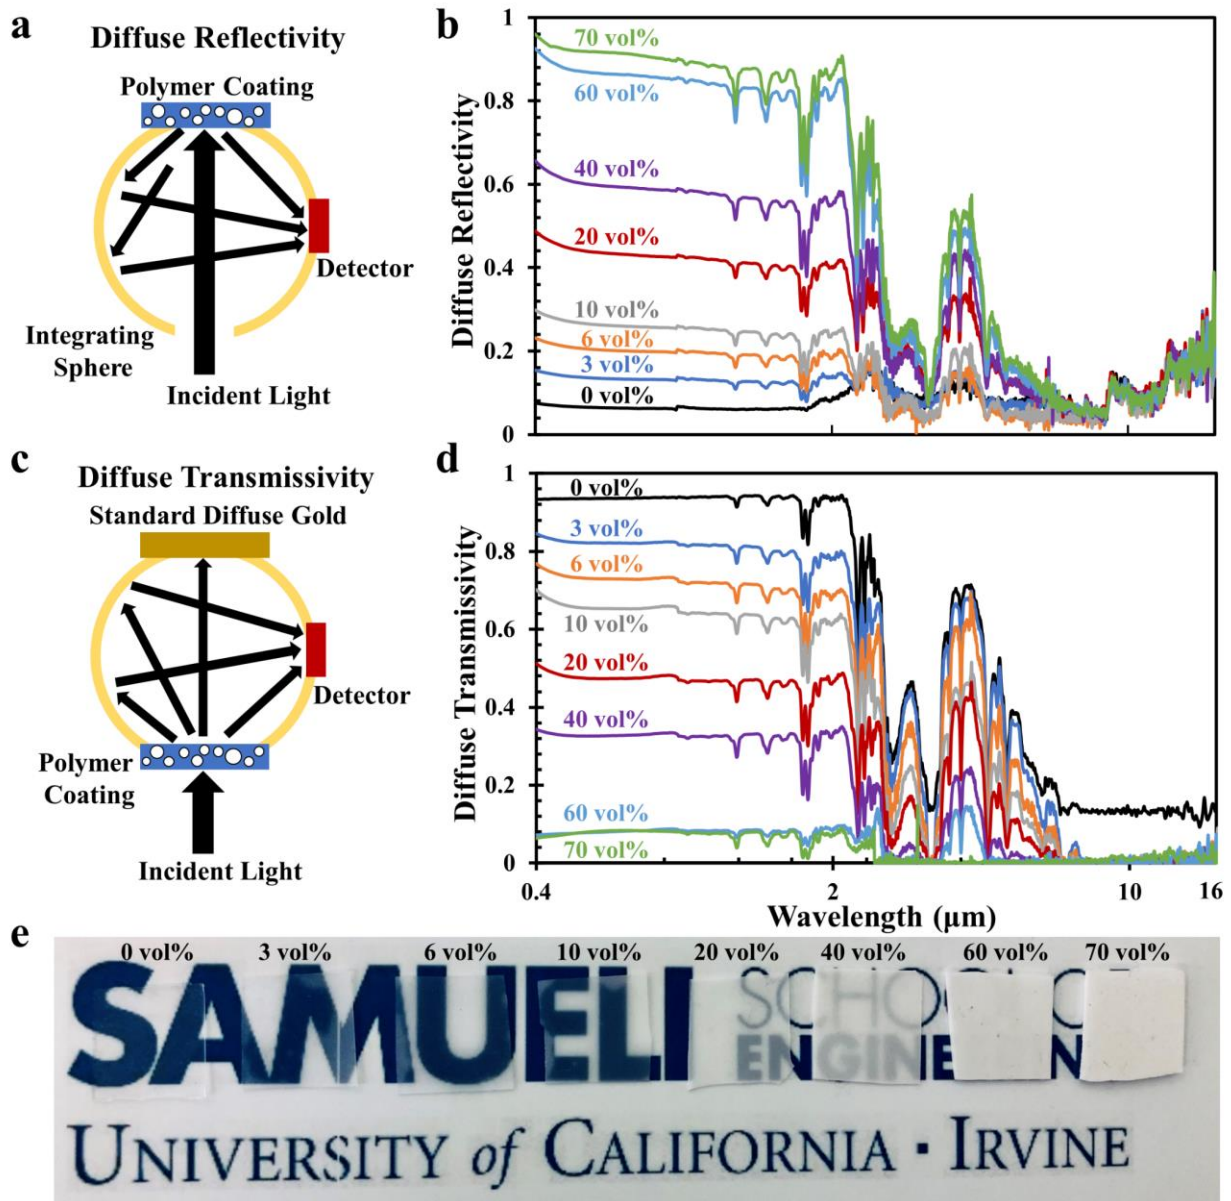 a
Diffuse Reflectivity
Polymer Coating
Detector
Integrating
Sphere
Incident Light
b
Diffuse Reflectivity
1
0.8
0.6
0.4
0.2
0
70 vol%
60 vol%
40 vol%
20 vol%
10 vol%
6 vol%
3 vol%
0 vol%
c
Diffuse Transmissivity
Standard Diffuse Gold
Detector
Polymer
Coating
Incident Light
d
Diffuse Transmissivity
1
0.8
0.6
0.4
0.2
0
0 vol%
3 vol%
6 vol%
10 vol%
20 vol%
40 vol%
60 vol%
70 vol%
0.4 2 10 16
Wavelength (μm)
e
0 vol% 3 vol% 6 vol% 10 vol% 20 vol% 40 vol% 60 vol% 70 vol%
SAMUELI
UNIVERSITY of CALIFORNIA · IRVINE